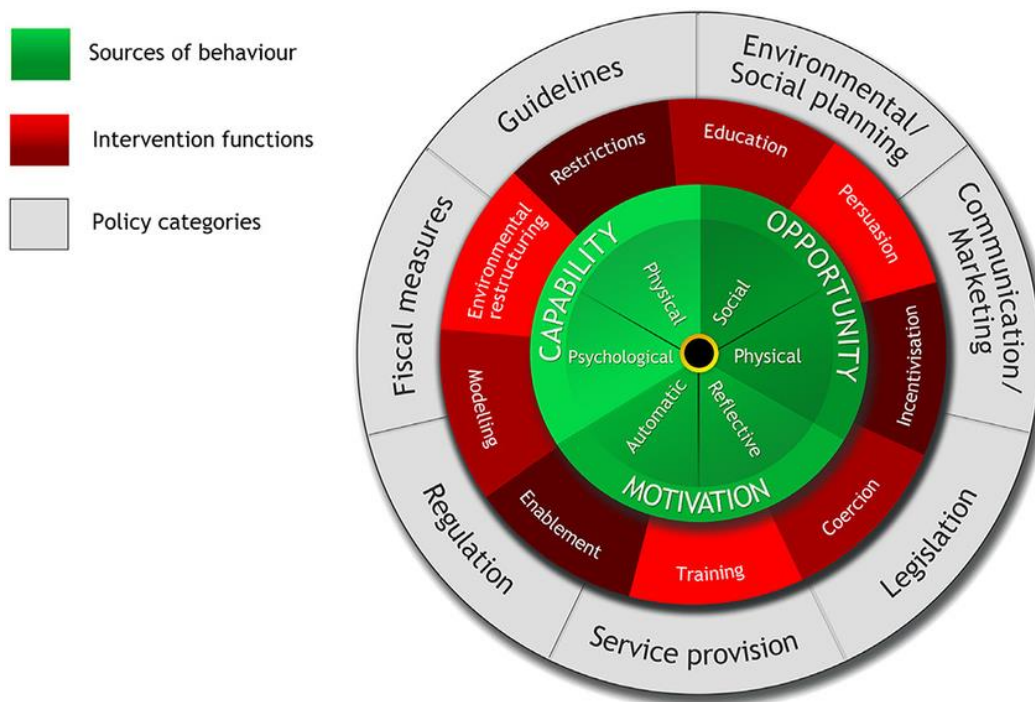 Sources of behaviour
Intervention functions
Policy categories
Guidelines
Environmental/
Social planning
Communication/
Marketing
Legislation
Service provision
Regulation
Fiscal measures
Restrictions
Education
Persuasion
Incentivisation
Coercion
Training
Enablement
Modelling
Environmental
restructuring
CAPABILITY
OPPORTUNITY
MOTIVATION
Physical
Social
Physical
Reflective
Automatic
Psychological